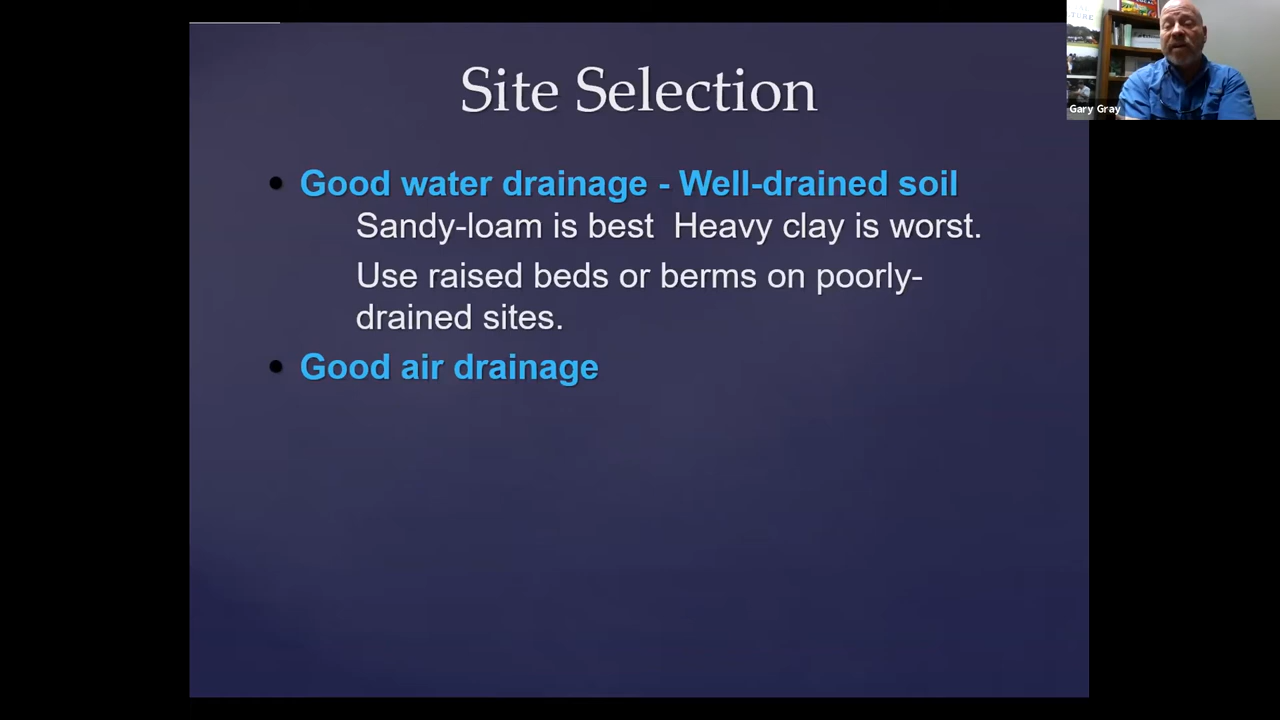 Site Selection
Good water drainage - Well-drained soil
Sandy-loam is best  Heavy clay is worst.
Use raised beds or berms on poorly-
drained sites.
Good air drainage
Gary Gray